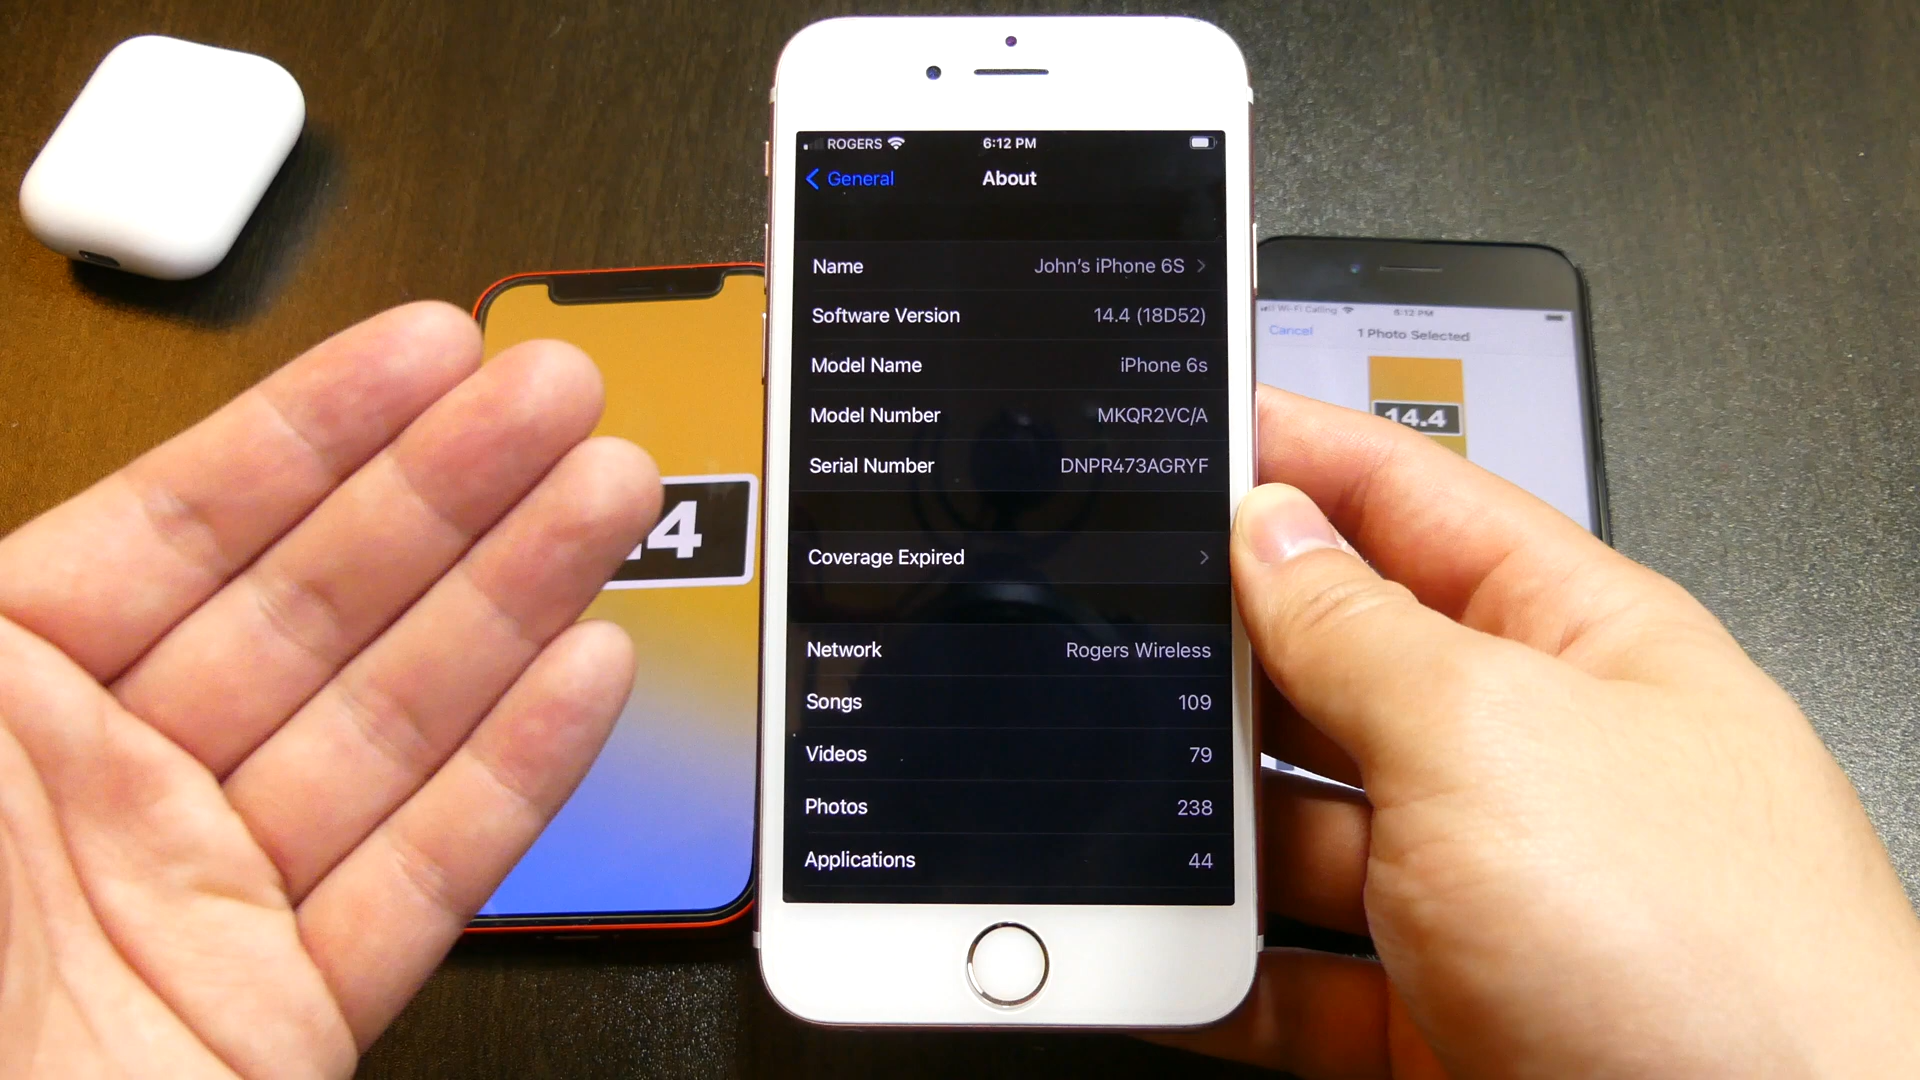 ROGERS 6:12 PM
General About
Name John's iPhone 6S
Software Version 14.4 (18D52)
Model Name iPhone 6s
Model Number MKQR2VC/A
Serial Number DNPR473AGRYF
Coverage Expired
Network Rogers Wireless
Songs 109
Videos 79
Photos 238
Applications 44
.4
Wi-Fi Calling 6:12 PM
Cancel 1 Photo Selected
14.4